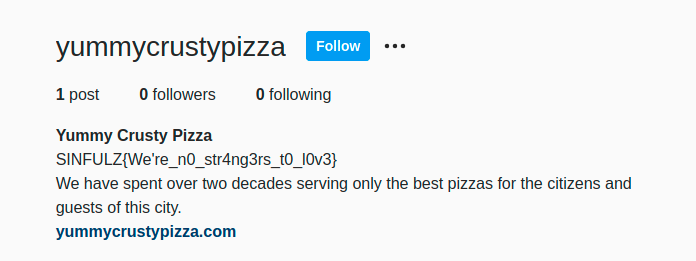 yummycrustypizza Follow •••
1 post 0 followers 0 following
Yummy Crusty Pizza
SINFULZ{We're_n0_str4ng3rs_t0_l0v3}
We have spent over two decades serving only the best pizzas for the citizens and
guests of this city.
yummycrustypizza.com